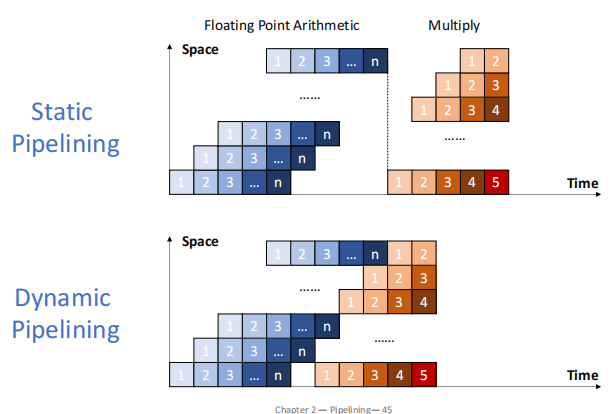 Floating Point Arithmetic Multiply
Space
1 2 3 ... n 1 2
...... 1 2 3
1 2 3 4
Static
Pipelining
1 2 3 ... n ......
1 2 3 ... n
1 2 3 ... n 1 2 3 4 5
Time
Space
1 2 3 ... n 1 2
...... 1 2 3
1 2 3 4
Dynamic
Pipelining
1 2 3 ... n ......
1 2 3 ... n
1 2 3 ... n 1 2 3 4 5
Time
Chapter 2 — Pipelining— 45